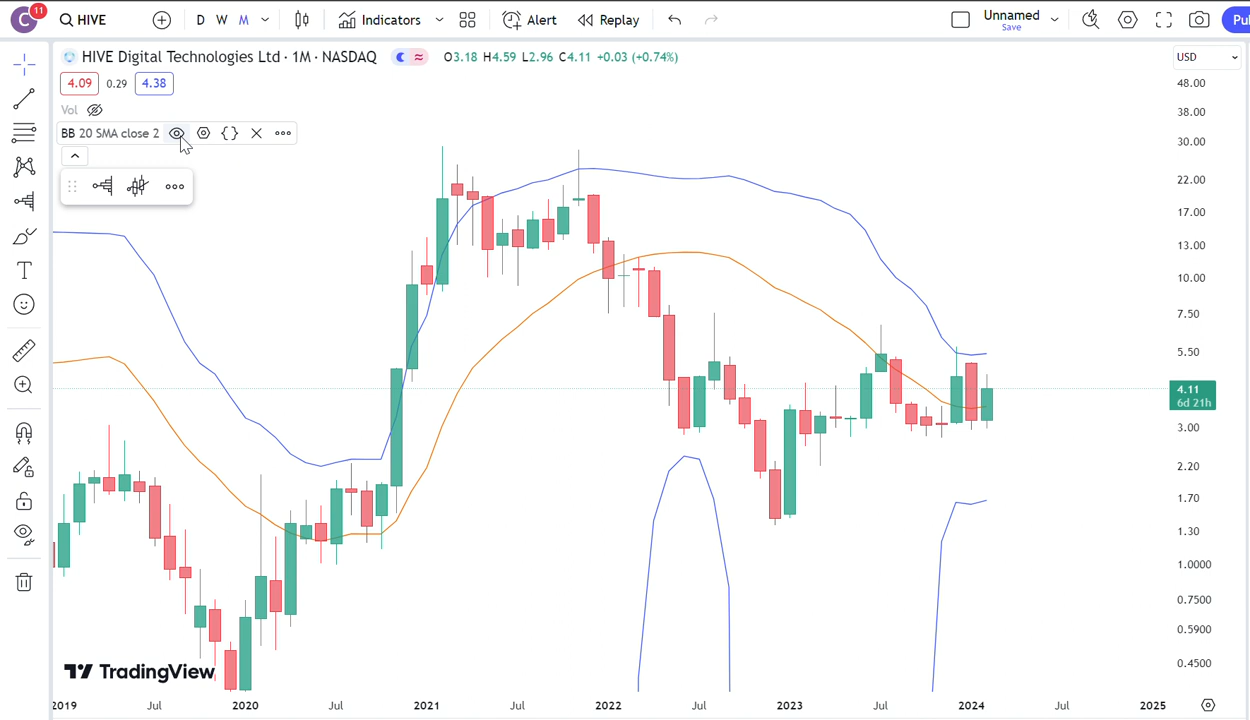 C 11 HIVE D W M Indicators Alert Replay Unnamed
Save
Pu
HIVE Digital Technologies Ltd · 1M · NASDAQ O3.18 H4.59 L2.96 C4.11 +0.03 (+0.74%)
USD
4.09 0.29 4.38
48.00
Vol
38.00
BB 20 SMA close 2
30.00
22.00
17.00
13.00
10.00
7.50
5.50
4.11
6d 21h
3.00
2.20
1.70
1.30
1.0000
0.7500
0.5900
0.4500
TradingView
2019 Jul 2020 Jul 2021 Jul 2022 Jul 2023 Jul 2024 Jul 2025